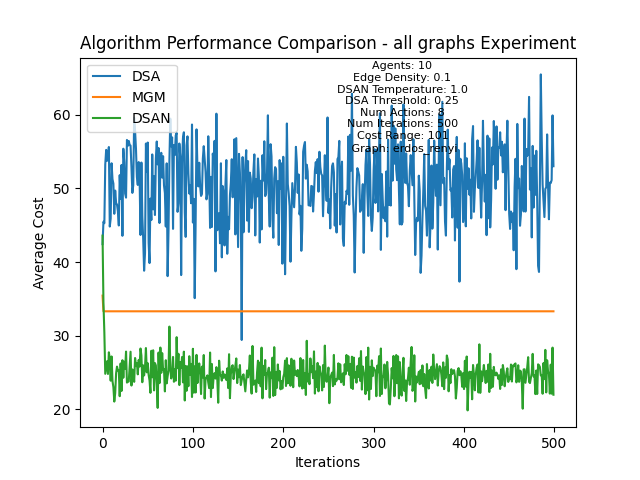 Algorithm Performance Comparison - all graphs Experiment
DSA
MGM
DSAN
Agents: 10
Edge Density: 0.1
DSAN Temperature: 1.0
DSA Threshold: 0.25
Num Actions: 8
Num Iterations: 500
Cost Range: 101
Graph: erdos_renyi
Average Cost
60
50
40
30
20
0
100
200
300
400
500
Iterations